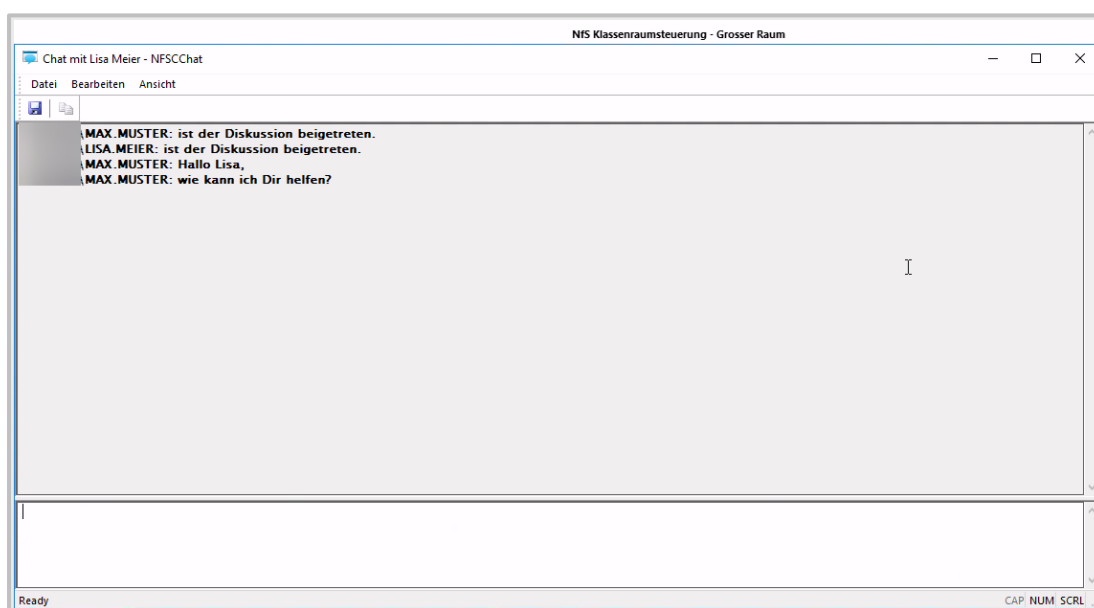 NfS Klassenraumsteuerung - Grosser Raum
Chat mit Lisa Meier - NFSCChat
Datei Bearbeiten Ansicht
\MAX.MUSTER: ist der Diskussion beigetreten.
\LISA.MEIER: ist der Diskussion beigetreten.
\MAX.MUSTER: Hallo Lisa,
\MAX.MUSTER: wie kann ich Dir helfen?
Ready CAP NUM SCRL